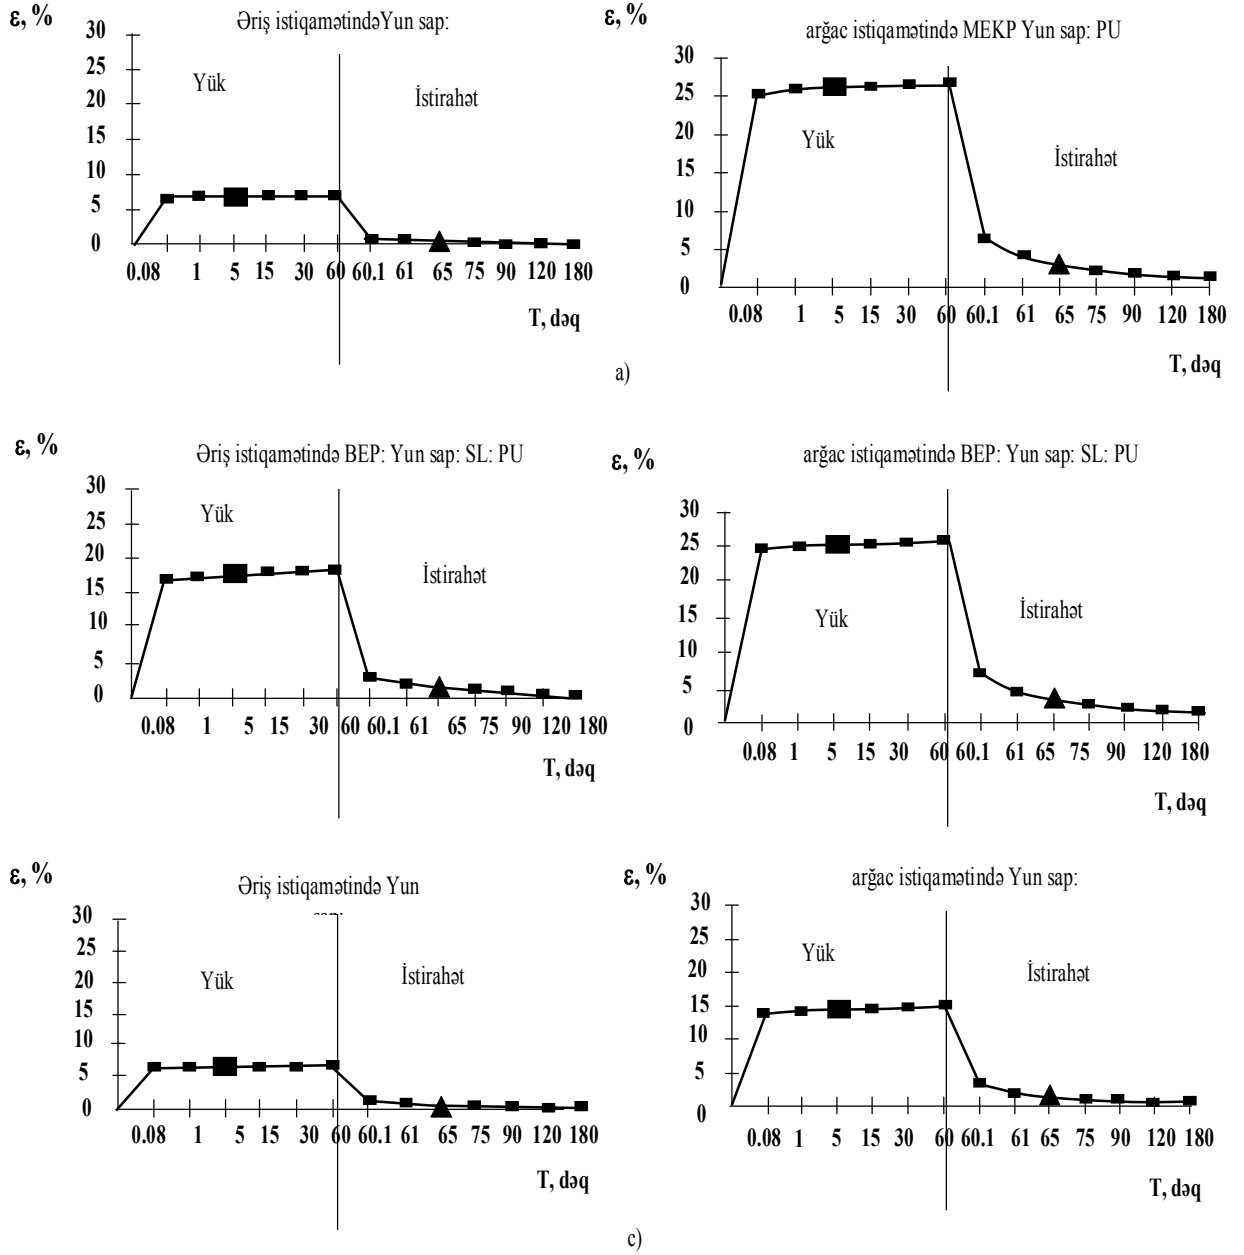 ε, %
Əriş istiqamətindəYun sap:
30
25
20
15
10
5
0
Yük
İstirahət
0.08 1 5 15 30 60 60.1 61 65 75 90 120 180
T, dəq
ε, %
arğac istiqamətində MEKP Yun sap: PU
30
25
20
15
10
5
0
Yük
İstirahət
0.08 1 5 15 30 60 60.1 61 65 75 90 120 180
T, dəq
a)
ε, %
Əriş istiqamətində BEP: Yun sap: SL: PU
30
25
20
15
10
5
0
Yük
İstirahət
0.08 1 5 15 30 60 60.1 61 65 75 90 120 180
T, dəq
ε, %
arğac istiqamətində BEP: Yun sap: SL: PU
30
25
20
15
10
5
0
Yük
İstirahət
0.08 1 5 15 30 60 60.1 61 65 75 90 120 180
T, dəq
ε, %
Əriş istiqamətində Yun
30
25
20
15
10
5
0
Yük
İstirahət
0.08 1 5 15 30 60 60.1 61 65 75 90 120 180
T, dəq
ε, %
arğac istiqamətində Yun sap:
30
25
20
15
10
5
0
Yük
İstirahət
0.08 1 5 15 30 60 60.1 61 65 75 90 120 180
T, dəq
c)